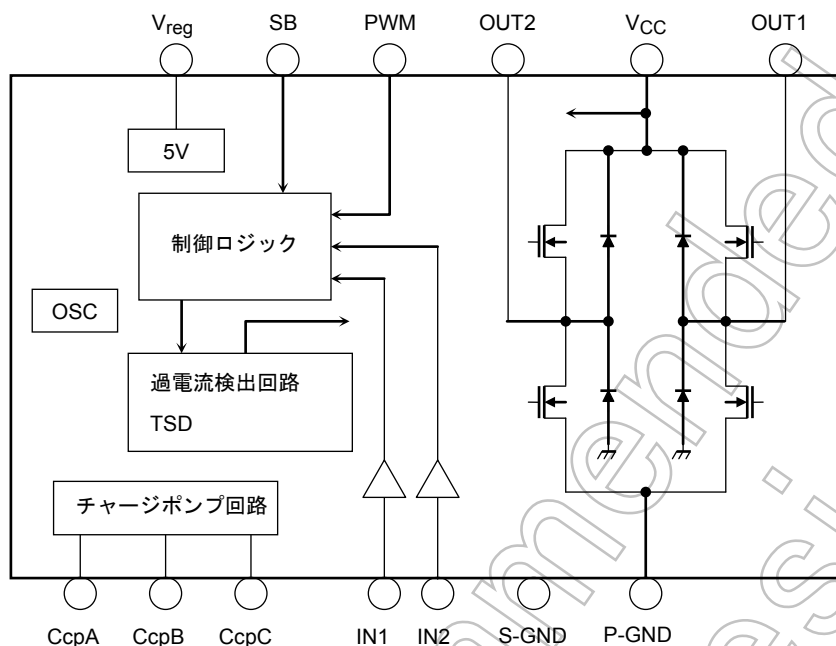 Vreg SB PWM OUT2 VCC OUT1
5V
制御ロジック
OSC
過電流検出回路
TSD
チャージポンプ回路
CcpA CcpB CcpC IN1 IN2 S-GND P-GND